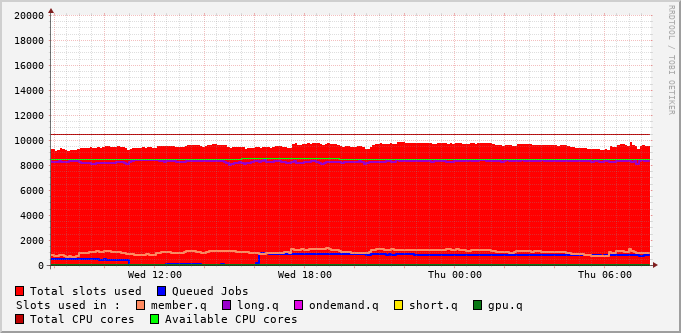 RRDTOOL / TOBI OETIKER
20000
18000
16000
14000
12000
10000
8000
6000
4000
2000
0
Wed 12:00 Wed 18:00 Thu 00:00 Thu 06:00
Total slots used Queued Jobs
Slots used in : member.q long.q ondemand.q short.q gpu.q
Total CPU cores Available CPU cores